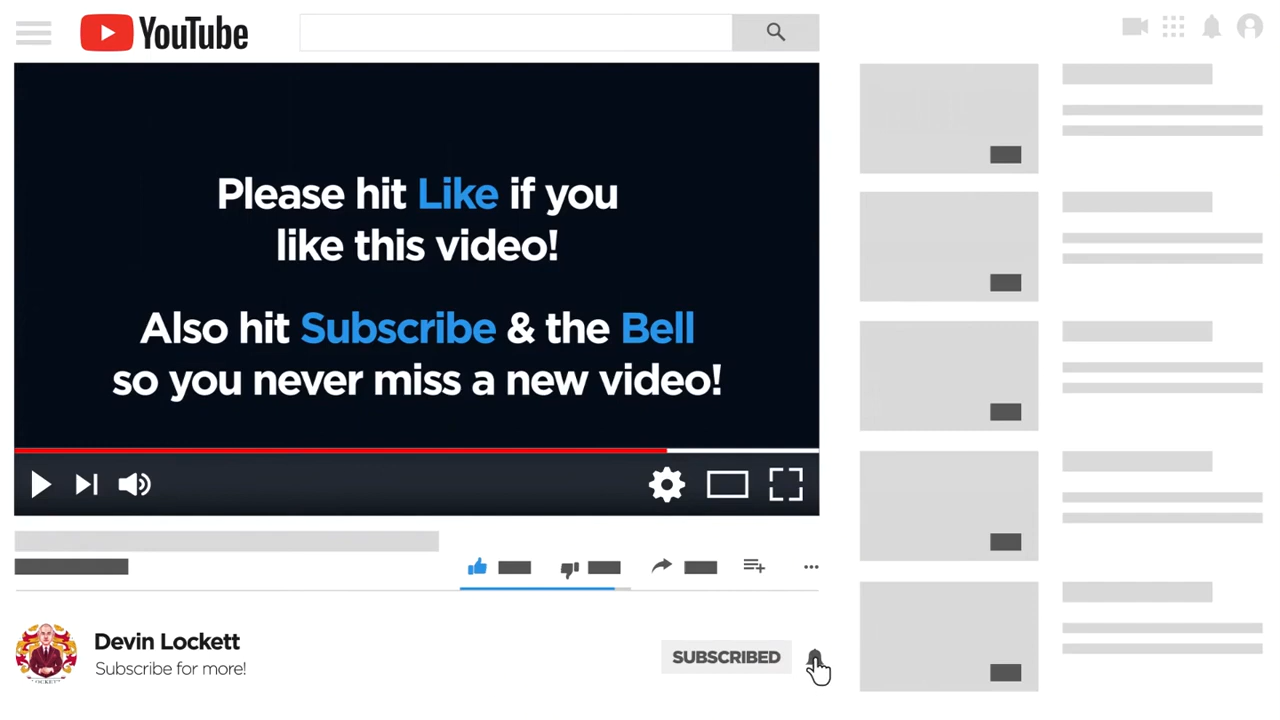 YouTube
Please hit Like if you
like this video!
Also hit Subscribe & the Bell
so you never miss a new video!
Devin Lockett
Subscribe for more!
SUBSCRIBED
LOCKETT